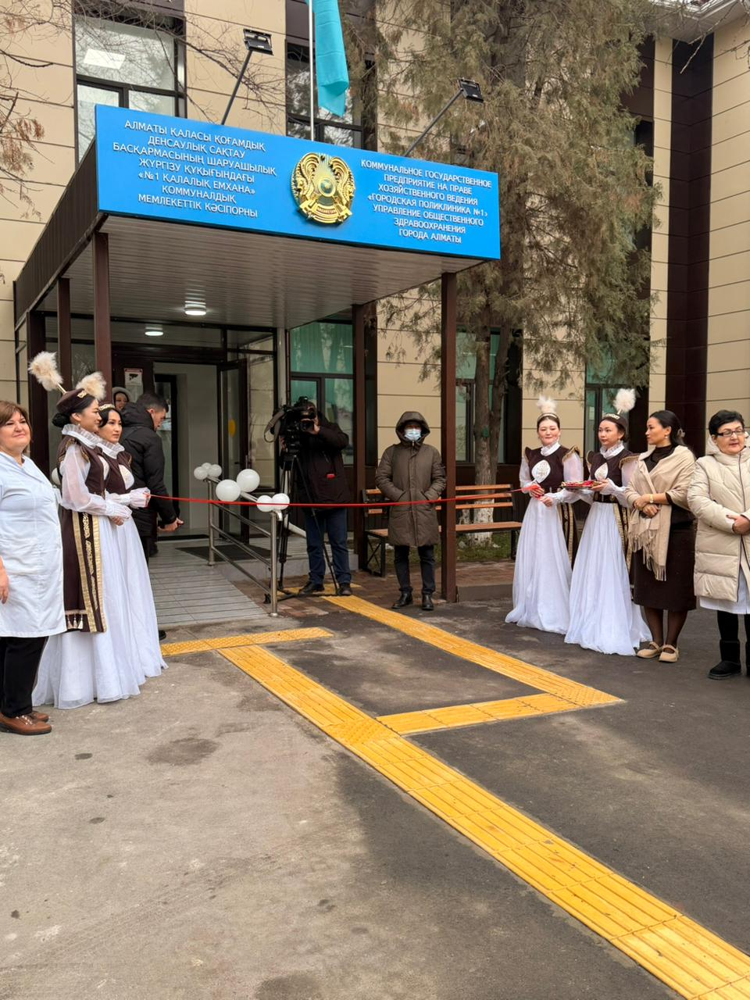 АЛМАТЫ ҚАЛАСЫ ҚОҒАМДЫҚ
ДЕНСАУЛЫҚ САҚТАУ
БАСҚАРМАСЫНЫҢ ШАРУАШЫЛЫҚ
ЖҮРГІЗУ ҚҰҚЫҒЫНДАҒЫ
«№1 ҚАЛАЛЫҚ ЕМХАНА»
КОММУНАЛДЫҚ
МЕМЛЕКЕТТІК КӘСІПОРНЫ
КОММУНАЛЬНОЕ ГОСУДАРСТВЕННОЕ
ПРЕДПРИЯТИЕ НА ПРАВЕ
ХОЗЯЙСТВЕННОГО ВЕДЕНИЯ
«ГОРОДСКАЯ ПОЛИКЛИНИКА №1»
УПРАВЛЕНИЕ ОБЩЕСТВЕННОГО
ЗДРАВООХРАНЕНИЯ
ГОРОДА АЛМАТЫ